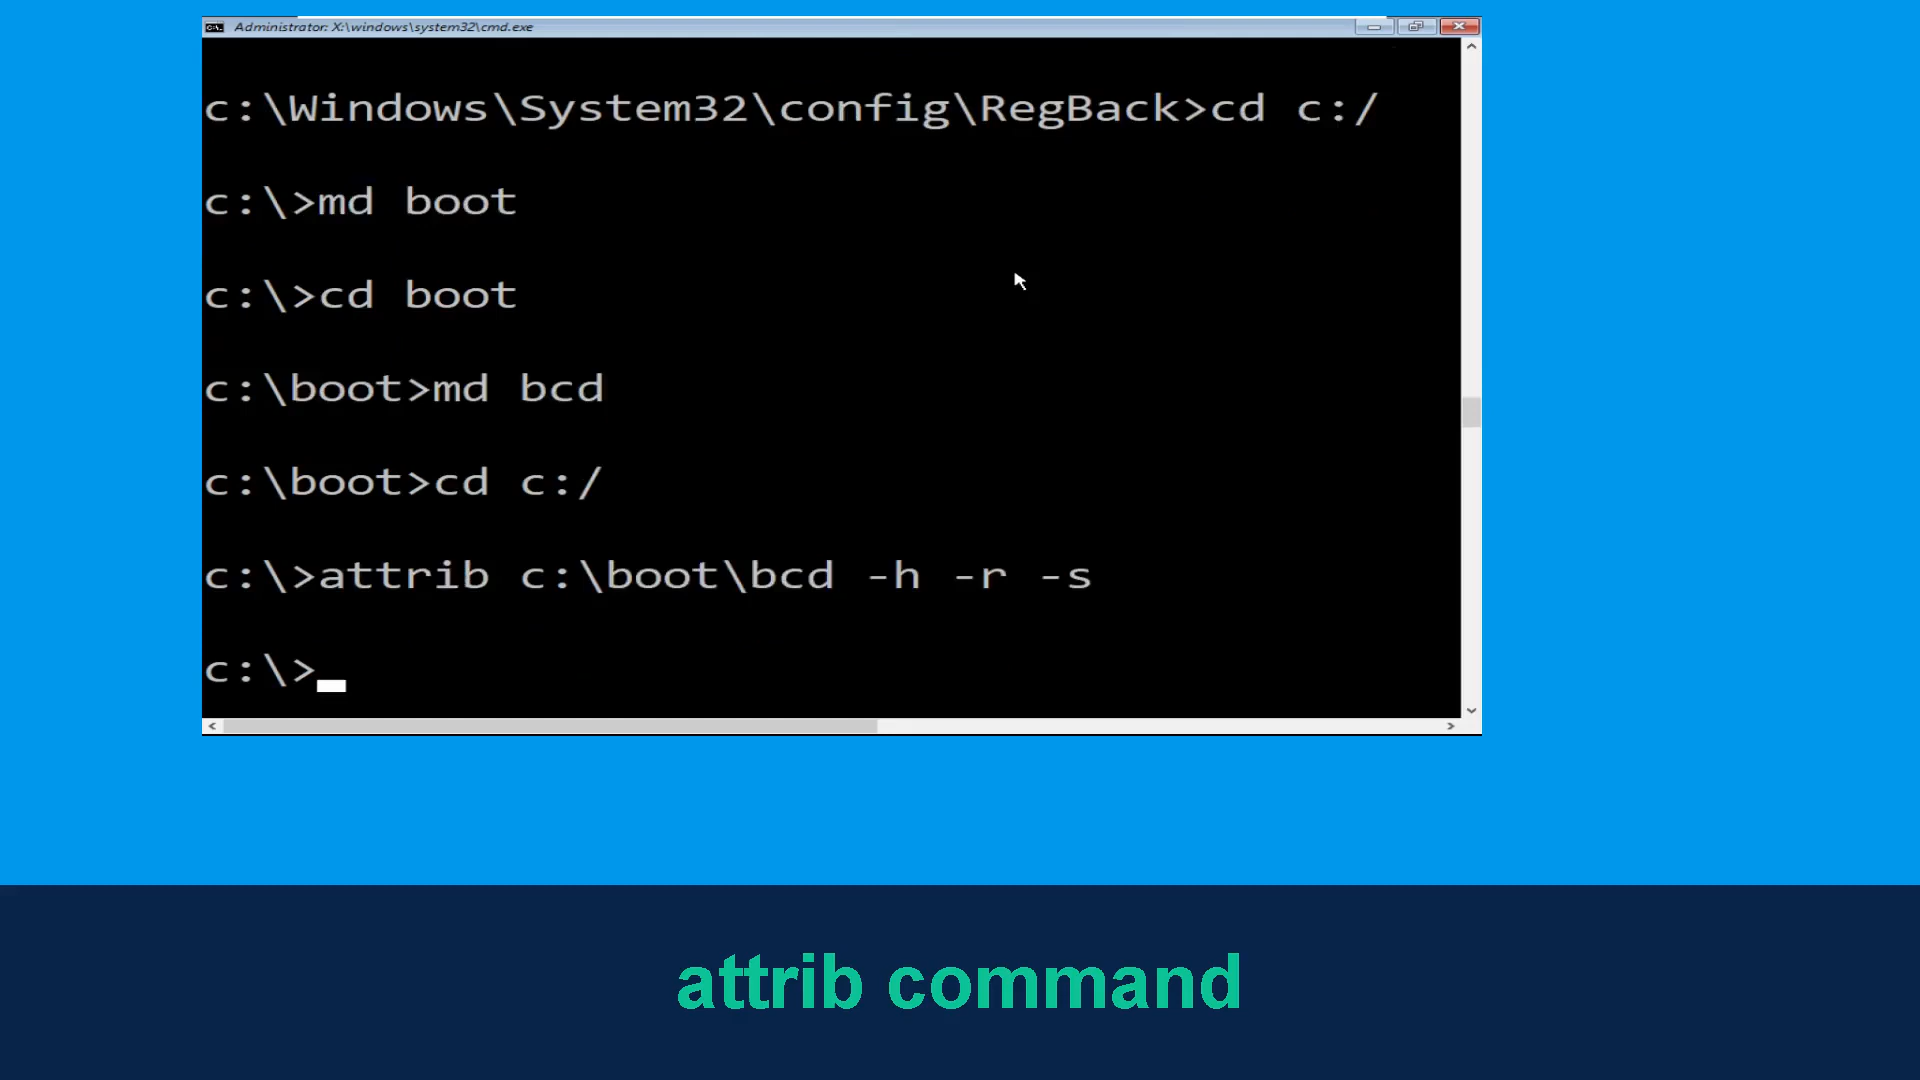 Administrator: X:\windows\system32\cmd.exe
c:\Windows\System32\config\RegBack>cd c:/
c:\>md boot
c:\>cd boot
c:\boot>md bcd
c:\boot>cd c:/
c:\>attrib c:\boot\bcd -h -r -s
c:\>
attrib command